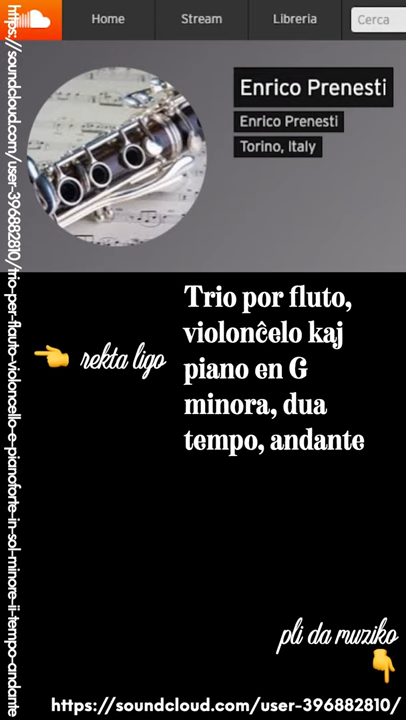 Home Stream Libreria Cerca
Enrico Prenesti
Enrico Prenesti
Torino, Italy
https://soundcloud.com/user-396882810/trio-per-flauto-violoncello-e-pianoforte-in-sol-minore-ii-tempo-andante
rekta ligo
Trio por fluto,
violonĉelo kaj
piano en G
minora, dua
tempo, andante
pli da muziko
https://soundcloud.com/user-396882810/